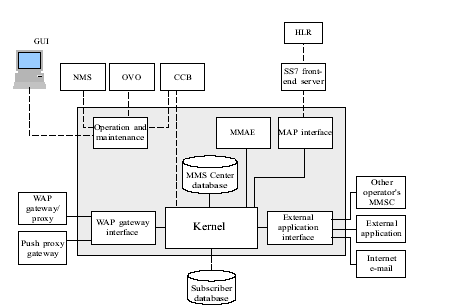 HLR
GUI
NMS
OVO
CCB
SS7 front-
end server
Operation and
maintenance
MMAE
MAP interface
MMS Center
database
WAP
gateway/
proxy
WAP gateway
interface
Kernel
External
application
interface
Other
operator's
MMSC
External
application
Push proxy
gateway
Internet
e-mail
Subscriber
database